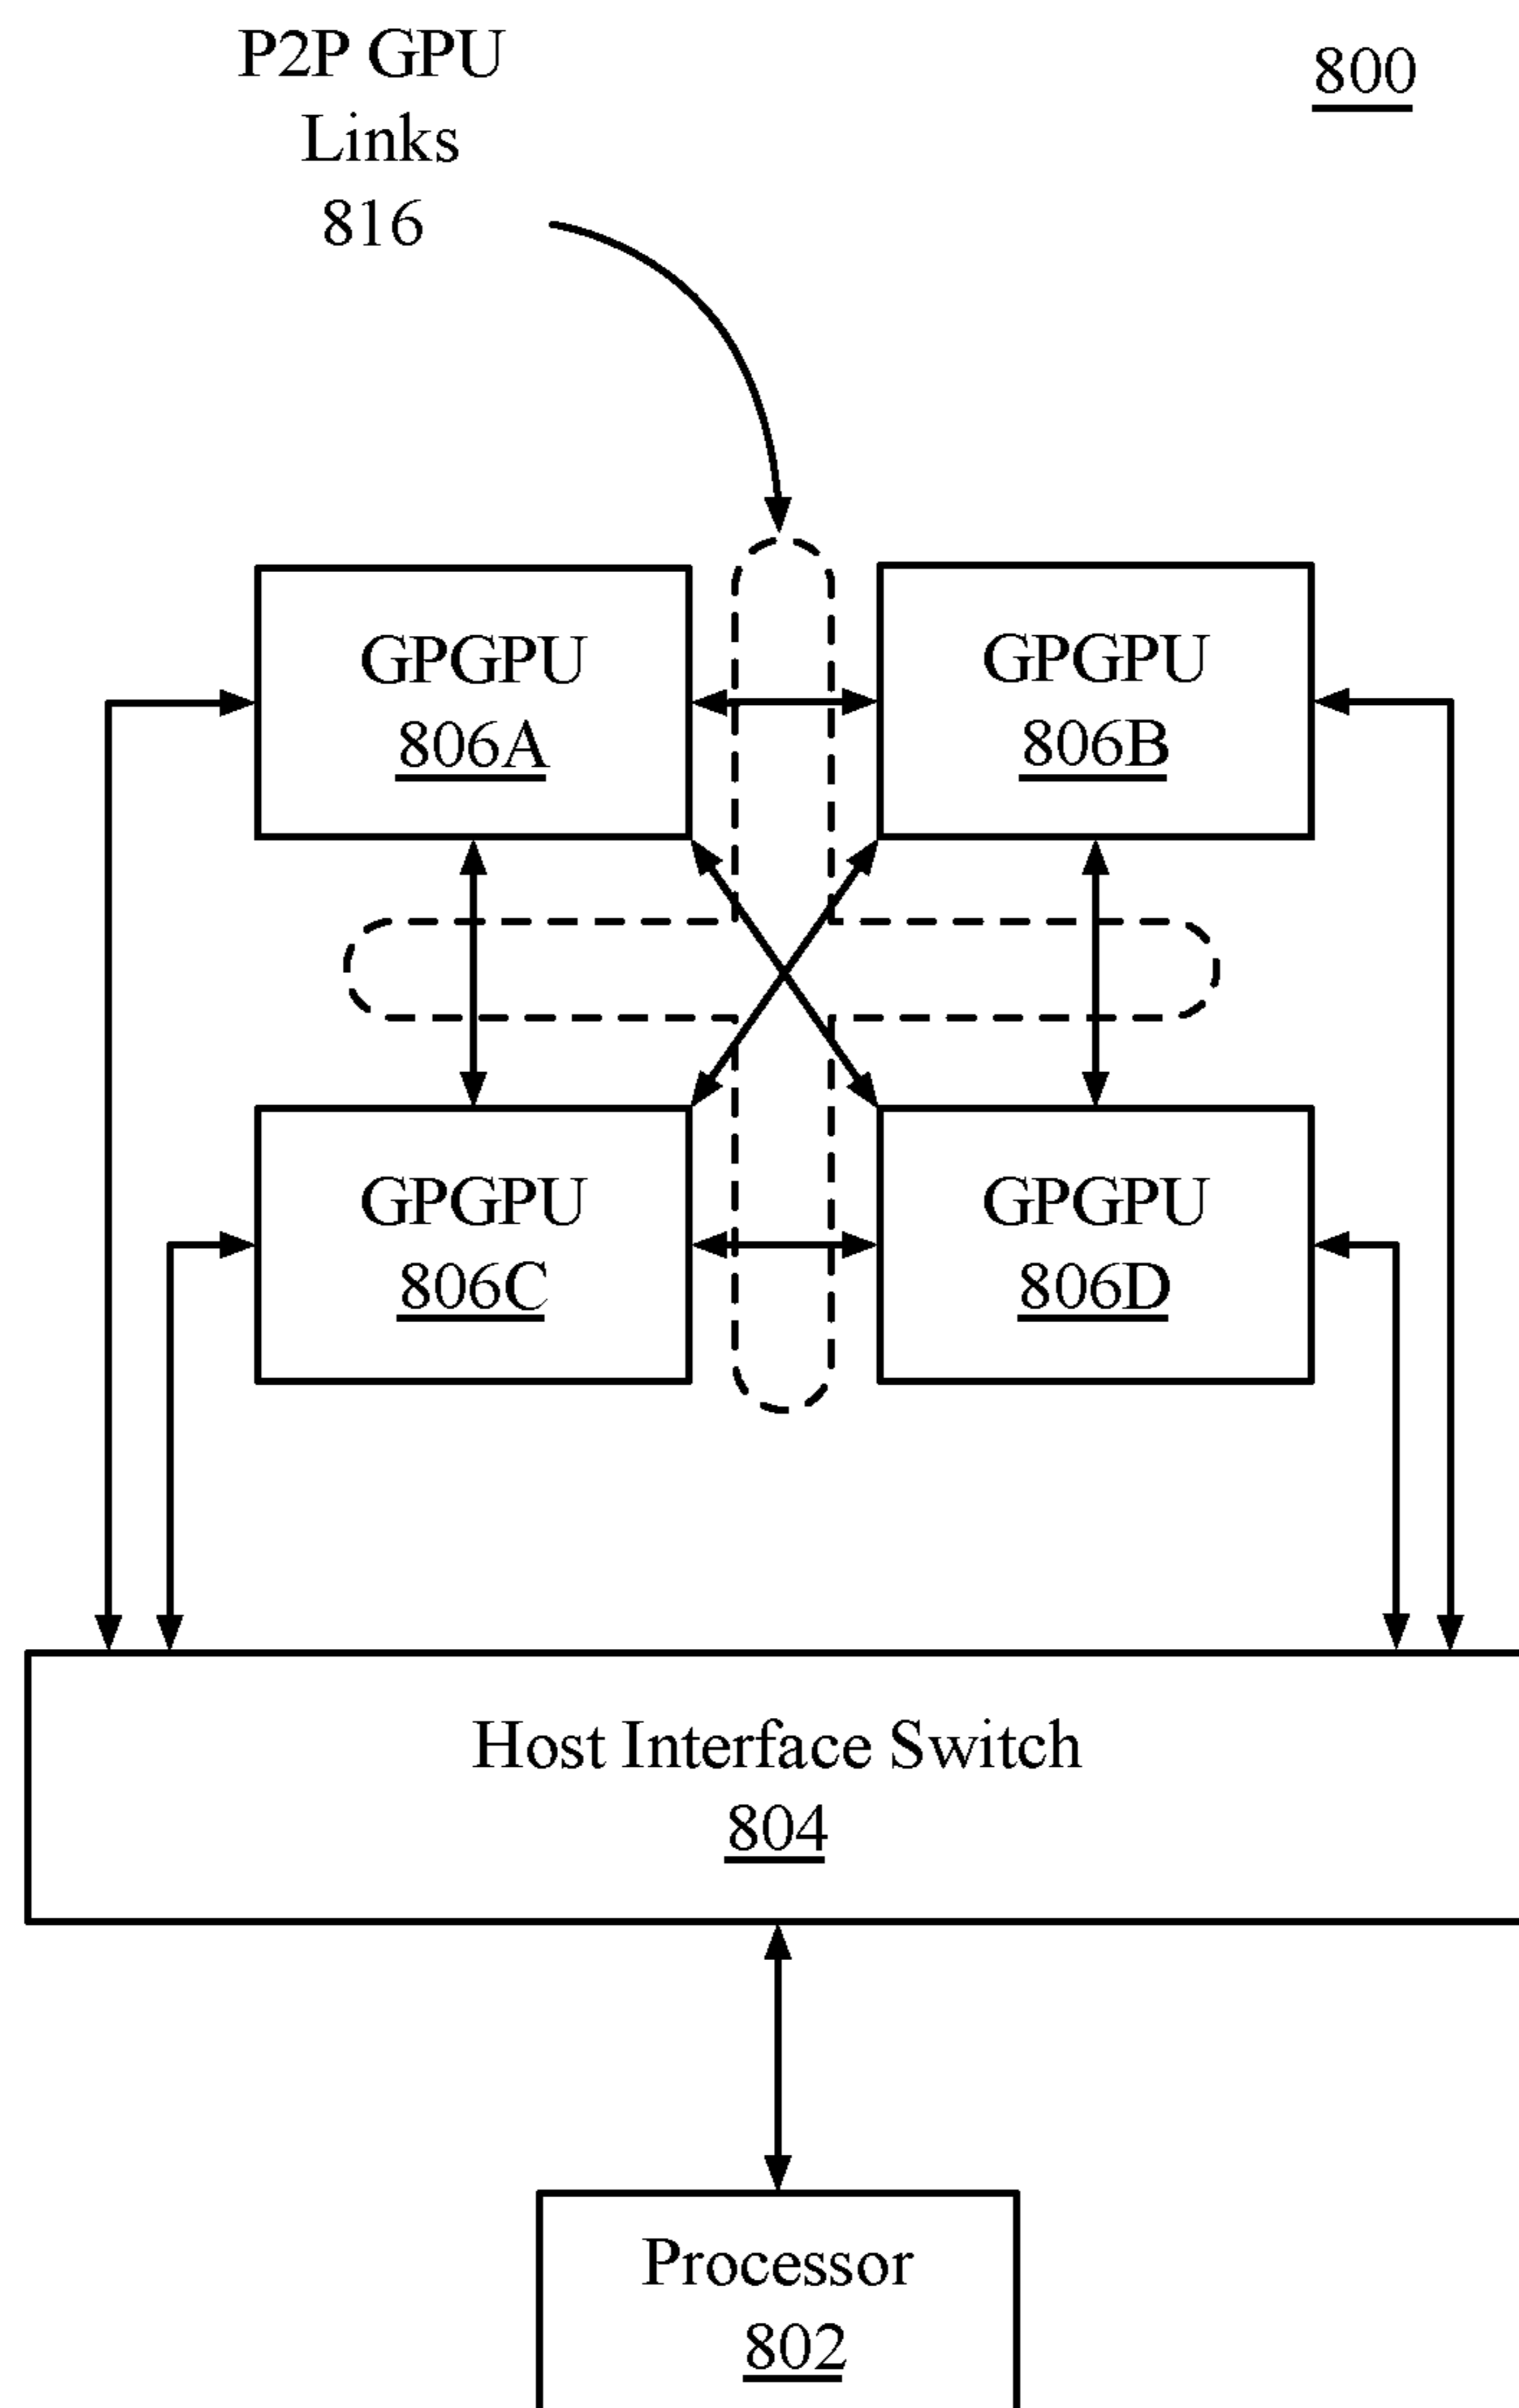 P2P GPU
Links
816
800
GPGPU
806A
GPGPU
806B
GPGPU
806C
GPGPU
806D
Host Interface Switch
804
Processor
802